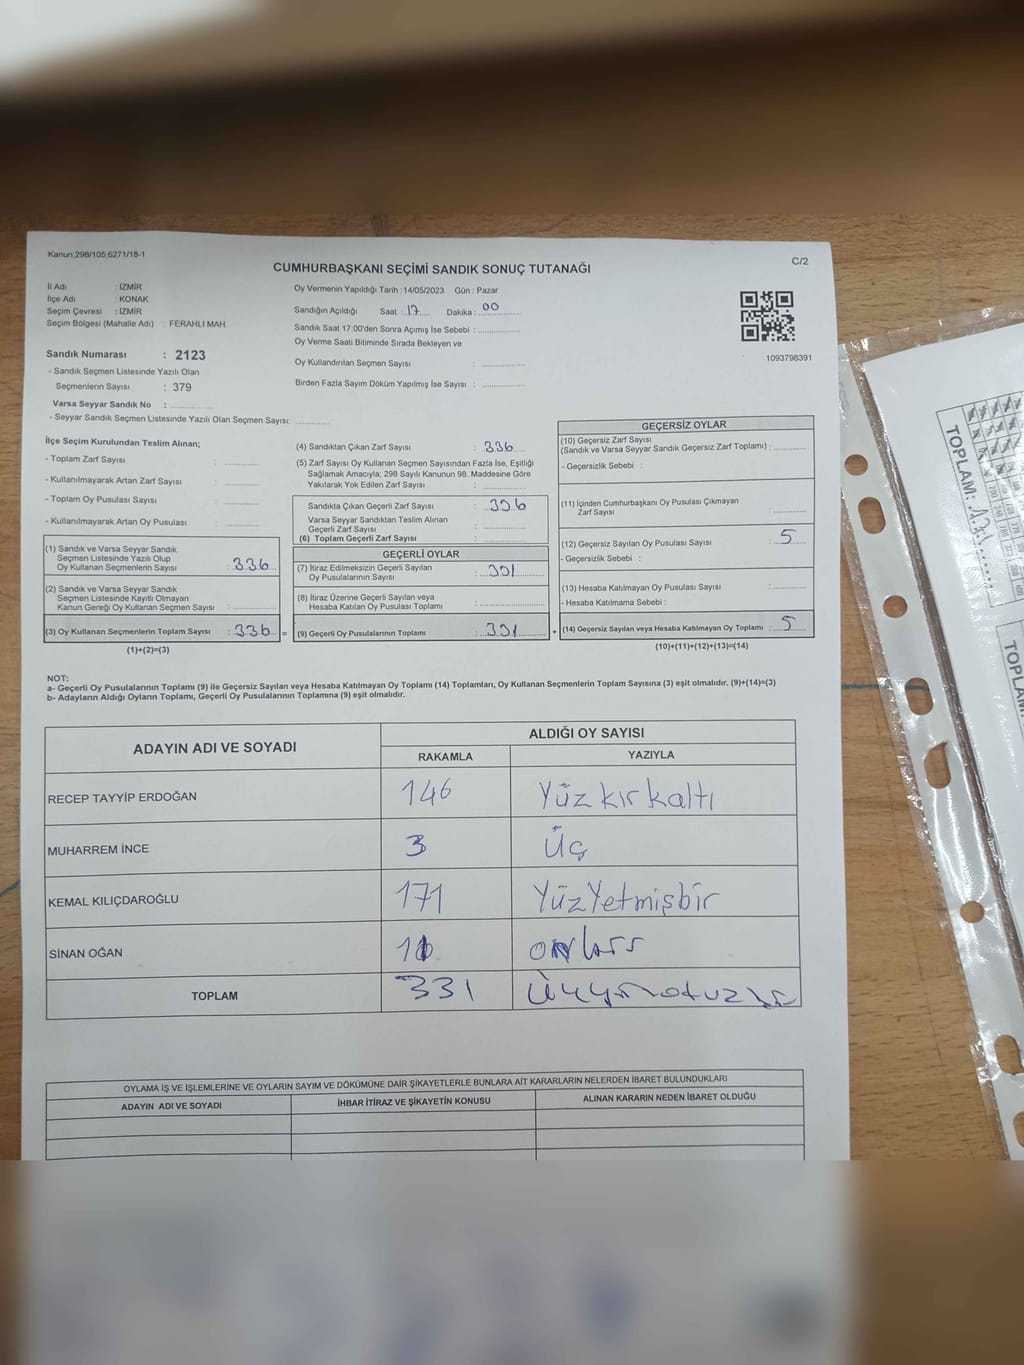 Kanun;298/105;6271/18-1
C/2
CUMHURBAŞKANI SEÇİMİ SANDIK SONUÇ TUTANAĞI
İl Adı : İZMİR
İlçe Adı : KONAK
Seçim Çevresi : İZMİR
Seçim Bölgesi (Mahalle Adı) : FERAHLI MAH.
Oy Vermenin Yapıldığı Tarih : 14/05/2023 Gün : Pazar
Sandığın Açıldığı Saat : 17 Dakika : 00
Sandık Saat 17:00'den Sonra Açımış İse Sebebi :
Oy Verme Saati Bitiminde Sırada Bekleyen ve
Oy Kullandırılan Seçmen Sayısı :
Birden Fazla Sayım Döküm Yapılmış İse Sayısı :
1093798391
Sandık Numarası : 2123
- Sandık Seçmen Listesinde Yazılı Olan
Seçmenlerin Sayısı : 379
Varsa Seyyar Sandık No :
- Seyyar Sandık Seçmen Listesinde Yazılı Olan Seçmen Sayısı:
İlçe Seçim Kurulundan Teslim Alınan;
- Toplam Zarf Sayısı :
- Kullanılmayarak Artan Zarf Sayısı :
- Toplam Oy Pusulası Sayısı :
- Kullanılmayarak Artan Oy Pusulası :
(1) Sandık ve Varsa Seyyar Sandık
Seçmen Listesinde Yazılı Olup
Oy Kullanan Seçmenlerin Sayısı : 336
(2) Sandık ve Varsa Seyyar Sandık
Seçmen Listesinde Kayıtlı Olmayan
Kanun Gereği Oy Kullanan Seçmen Sayısı :
(3) Oy Kullanan Seçmenlerin Toplam Sayısı : 336 =
(1)+(2)=(3)
(4) Sandıktan Çıkan Zarf Sayısı : 336
(5) Zarf Sayısı Oy Kullanan Seçmen Sayısından Fazla İse, Eşitliği
Sağlamak Amacıyla; 298 Sayılı Kanunun 98. Maddesine Göre
Yakılarak Yok Edilen Zarf Sayısı :
Sandıkta Çıkan Geçerli Zarf Sayısı : 336
Varsa Seyyar Sandıktan Teslim Alınan
Geçerli Zarf Sayısı :
(6) Toplam Geçerli Zarf Sayısı :
GEÇERLİ OYLAR
(7) İtiraz Edilmeksizin Geçerli Sayılan
Oy Pusulalarının Sayısı : 331
(8) İtiraz Üzerine Geçerli Sayılan veya
Hesaba Katılan Oy Pusulası Toplamı :
(9) Geçerli Oy Pusulalarının Toplamı : 331 +
GEÇERSİZ OYLAR
(10) Geçersiz Zarf Sayısı
(Sandık ve Varsa Seyyar Sandık Geçersiz Zarf Toplamı) :
- Geçersizlik Sebebi :
(11) İçinden Cumhurbaşkanı Oy Pusulası Çıkmayan
Zarf Sayısı :
(12) Geçersiz Sayılan Oy Pusulası Sayısı : 5
- Geçersizlik Sebebi :
(13) Hesaba Katılmayan Oy Pusulası Sayısı :
- Hesaba Katılmama Sebebi :
(14) Geçersiz Sayılan veya Hesaba Katılmayan Oy Toplamı : 5
(10)+(11)+(12)+(13)=(14)
NOT:
a- Geçerli Oy Pusulalarının Toplamı (9) ile Geçersiz Sayılan veya Hesaba Katılmayan Oy Toplamı (14) Toplamları, Oy Kullanan Seçmenlerin Toplam Sayısına (3) eşit olmalıdır. (9)+(14)=(3)
b- Adayların Aldığı Oyların Toplamı, Geçerli Oy Pusulalarının Toplamına (9) eşit olmalıdır.
ADAYIN ADI VE SOYADI
ALDIĞI OY SAYISI
RAKAMLA YAZIYLA
RECEP TAYYİP ERDOĞAN 146 Yüzkırkaltı
MUHARREM İNCE 3 Üç
KEMAL KILIÇDAROĞLU 171 YüzYetmişbir
SİNAN OĞAN 11
TOPLAM 331
OYLAMA İŞ VE İŞLEMLERİNE VE OYLARIN SAYIM VE DÖKÜMÜNE DAİR ŞİKAYETLERLE BUNLARA AİT KARARLARIN NELERDEN İBARET BULUNDUKLARI
ADAYIN ADI VE SOYADI İHBAR İTİRAZ VE ŞİKAYETİN KONUSU ALINAN KARARIN NEDEN İBARET OLDUĞU
TOPLAM:
TOPLAM: